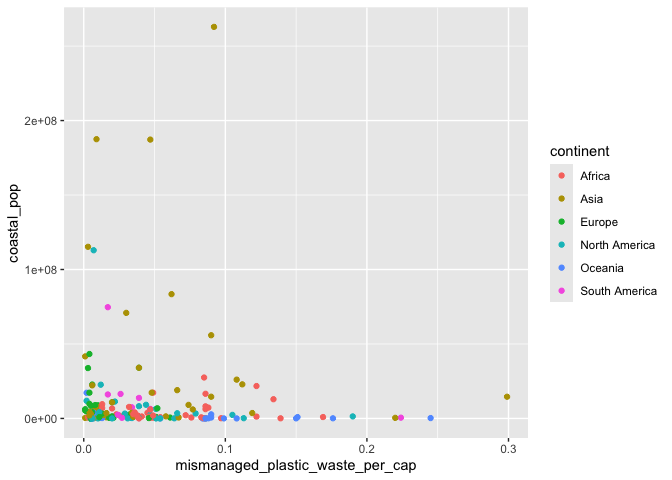 2e+08
1e+08
0e+00
coastal_pop
0.0 0.1 0.2 0.3
mismanaged_plastic_waste_per_cap
continent
Africa
Asia
Europe
North America
Oceania
South America